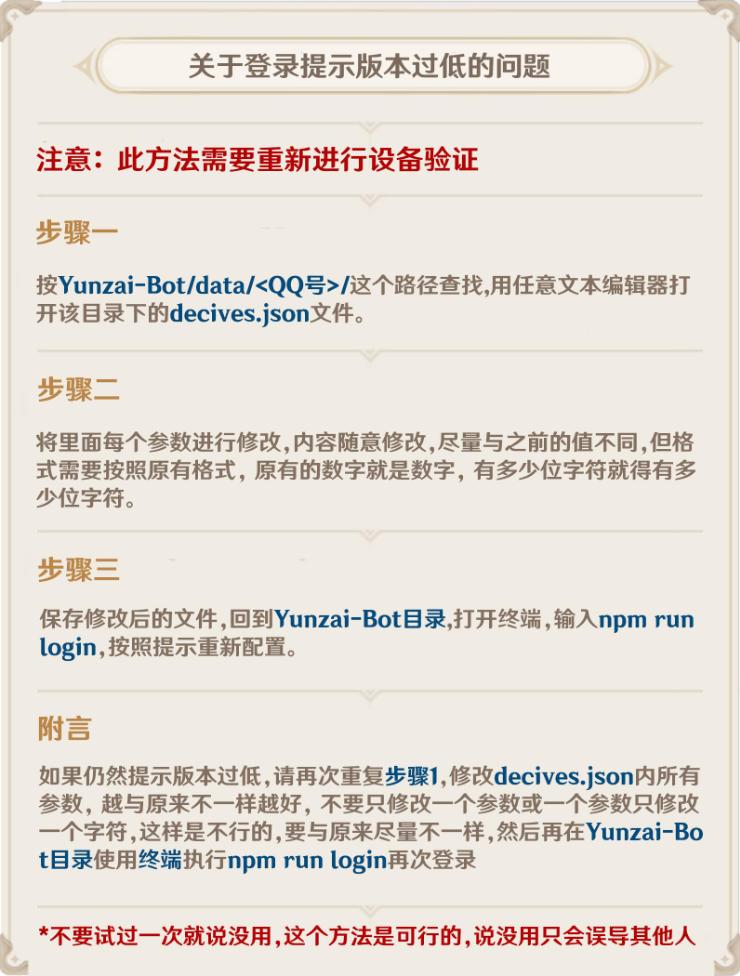 关于登录提示版本过低的问题
注意：此方法需要重新进行设备验证
步骤一
按Yunzai-Bot/data/<QQ号>/这个路径查找,用任意文本编辑器打
开该目录下的decives.json文件。
步骤二
将里面每个参数进行修改,内容随意修改,尽量与之前的值不同,但格
式需要按照原有格式，原有的数字就是数字，有多少位字符就得有多
少位字符。
步骤三
保存修改后的文件,回到Yunzai-Bot目录,打开终端,输入npm run
login,按照提示重新配置。
附言
如果仍然提示版本过低,请再次重复步骤1,修改decives.json内所有
参数，越与原来不一样越好，不要只修改一个参数或一个参数只修改
一个字符,这样是不行的,要与原来尽量不一样,然后再在Yunzai-Bo
t目录使用终端执行npm run login再次登录
*不要试过一次就说没用,这个方法是可行的,说没用只会误导其他人